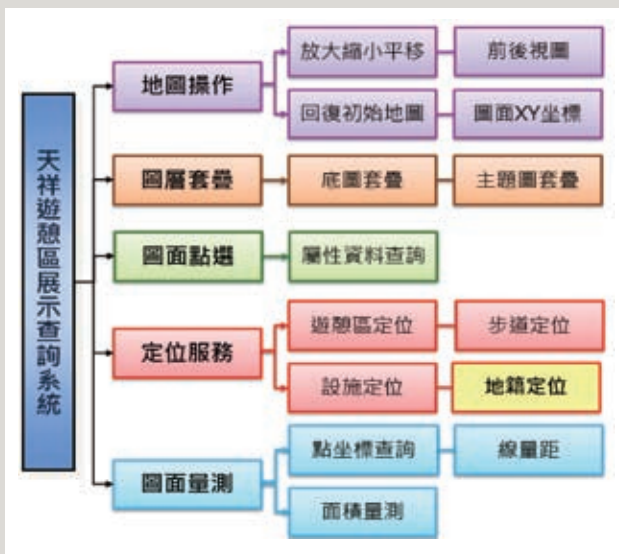 天祥遊憩區展示查詢系統
地圖操作
放大縮小平移
前後視圖
回復初始地圖
圖面XY坐標
圖層套疊
底圖套疊
主題圖套疊
圖面點選
屬性資料查詢
定位服務
遊憩區定位
步道定位
設施定位
地籍定位
圖面量測
點坐標查詢
線量距
面積量測